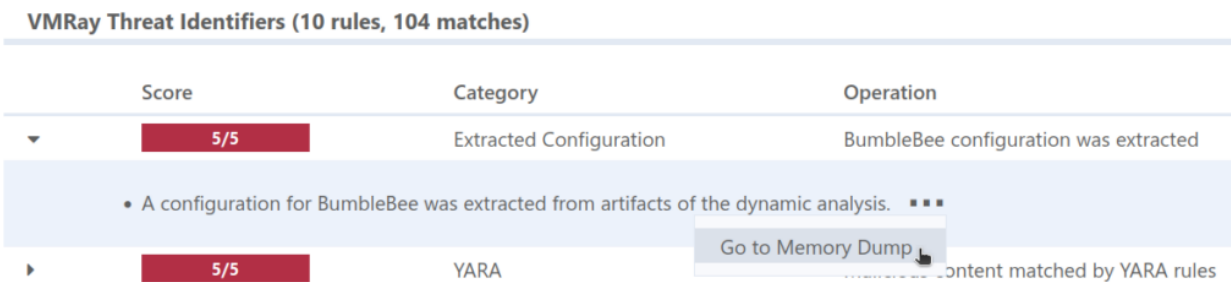 VMRay Threat Identifiers (10 rules, 104 matches)
Score Category Operation
5/5 Extracted Configuration BumbleBee configuration was extracted
• A configuration for BumbleBee was extracted from artifacts of the dynamic analysis. ▪▪▪
Go to Memory Dump
5/5 YARA content matched by YARA rules